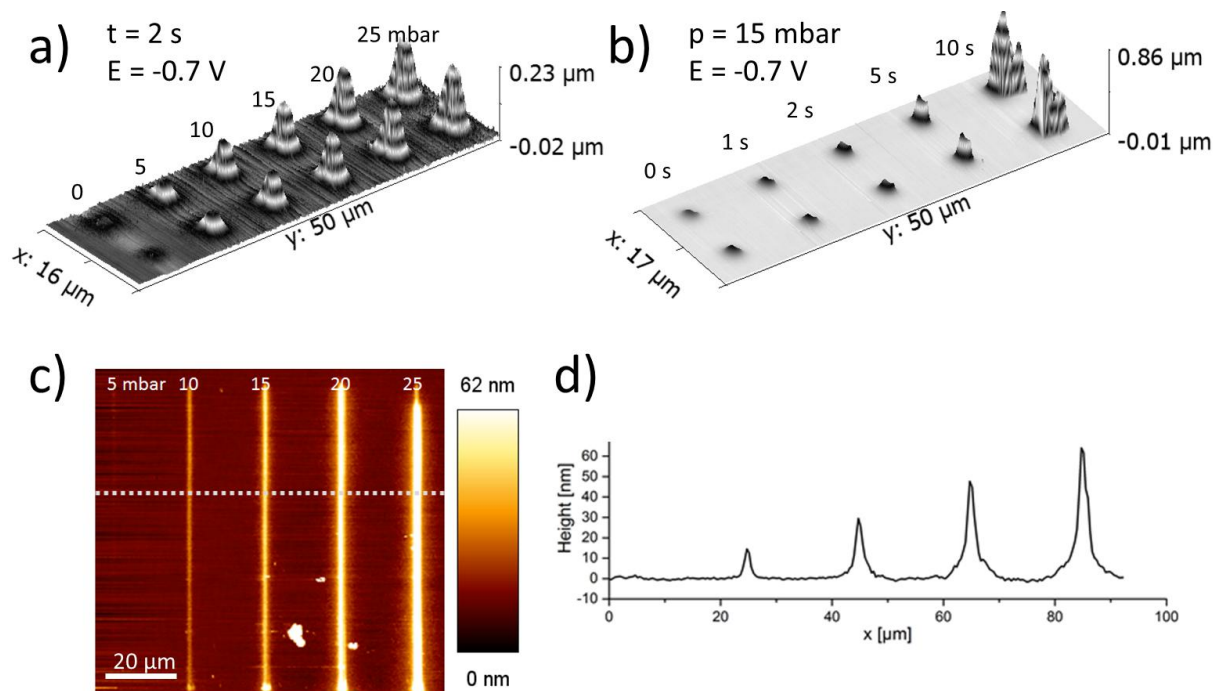 a)
t = 2 s
E = -0.7 V
25 mbar
20
15
10
5
0
0.23 µm
-0.02 µm
x: 16 µm
y: 50 µm
b)
p = 15 mbar
E = -0.7 V
10 s
5 s
2 s
1 s
0 s
0.86 µm
-0.01 µm
x: 17 µm
y: 50 µm
c)
5 mbar 10 15 20 25
20 µm
62 nm
0 nm
d)
Height [nm]
60
50
40
30
20
10
0
-10
0 20 40 60 80 100
x [µm]